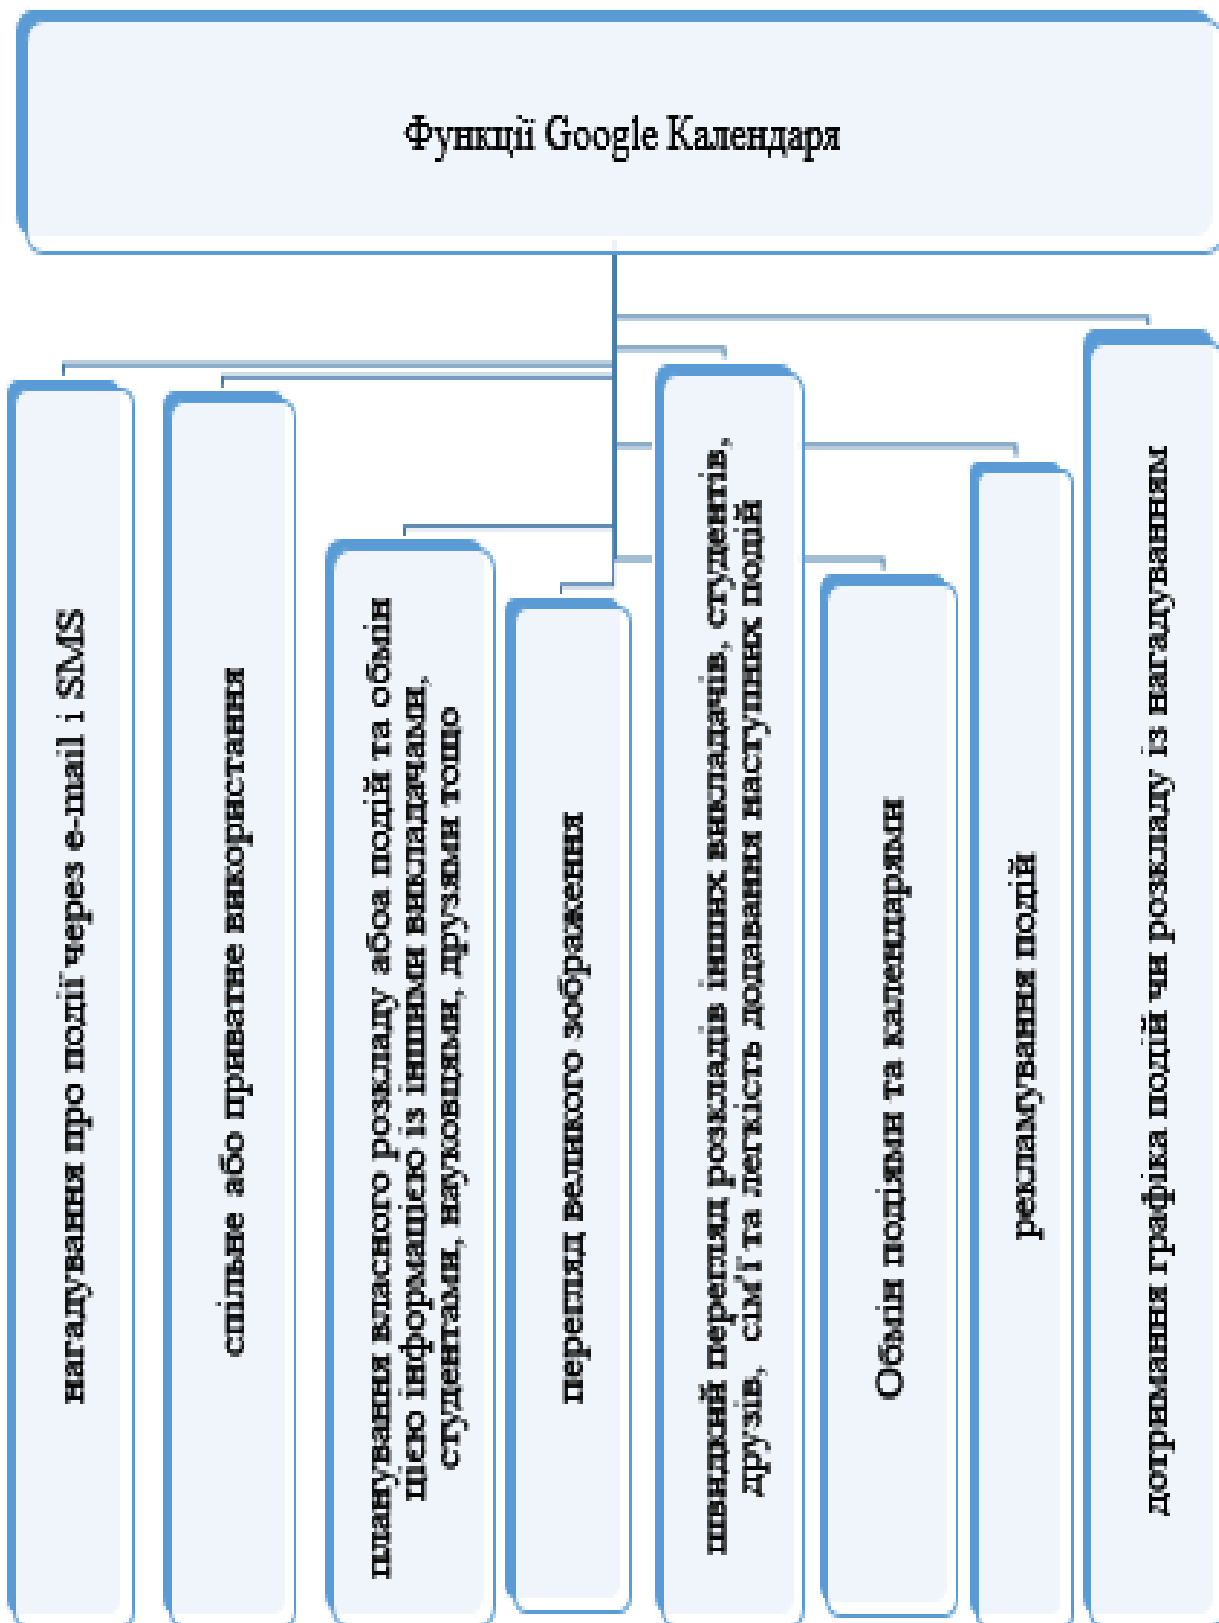 Функції Google Календаря
нагадування про події через e-mail і SMS
спільне або приватне використання
планування власного розкладу абоа подій та обмін
цією інформацією із іншими викладачами,
студентами, науковцями, друзями тощо
перегляд великого зображення
швидкий перегляд розкладів інших викладачів, студентів,
друзів, сім'ї та легкість додавання наступних подій
Обмін подіями та календарями
рекламування подій
дотримання графіка подій чи розкладу із нагадуванням